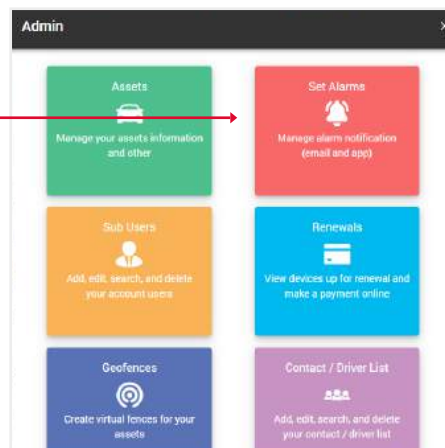 Admin
×
Assets
Manage your assets information
and other
Set Alarms
Manage alarm notification
(email and app)
Sub Users
Add, edit, search, and delete
your account users
Renewals
View devices up for renewal and
make a payment online
Geofences
Create virtual fences for your
assets
Contact / Driver List
Add, edit, search, and delete
your contact / driver list